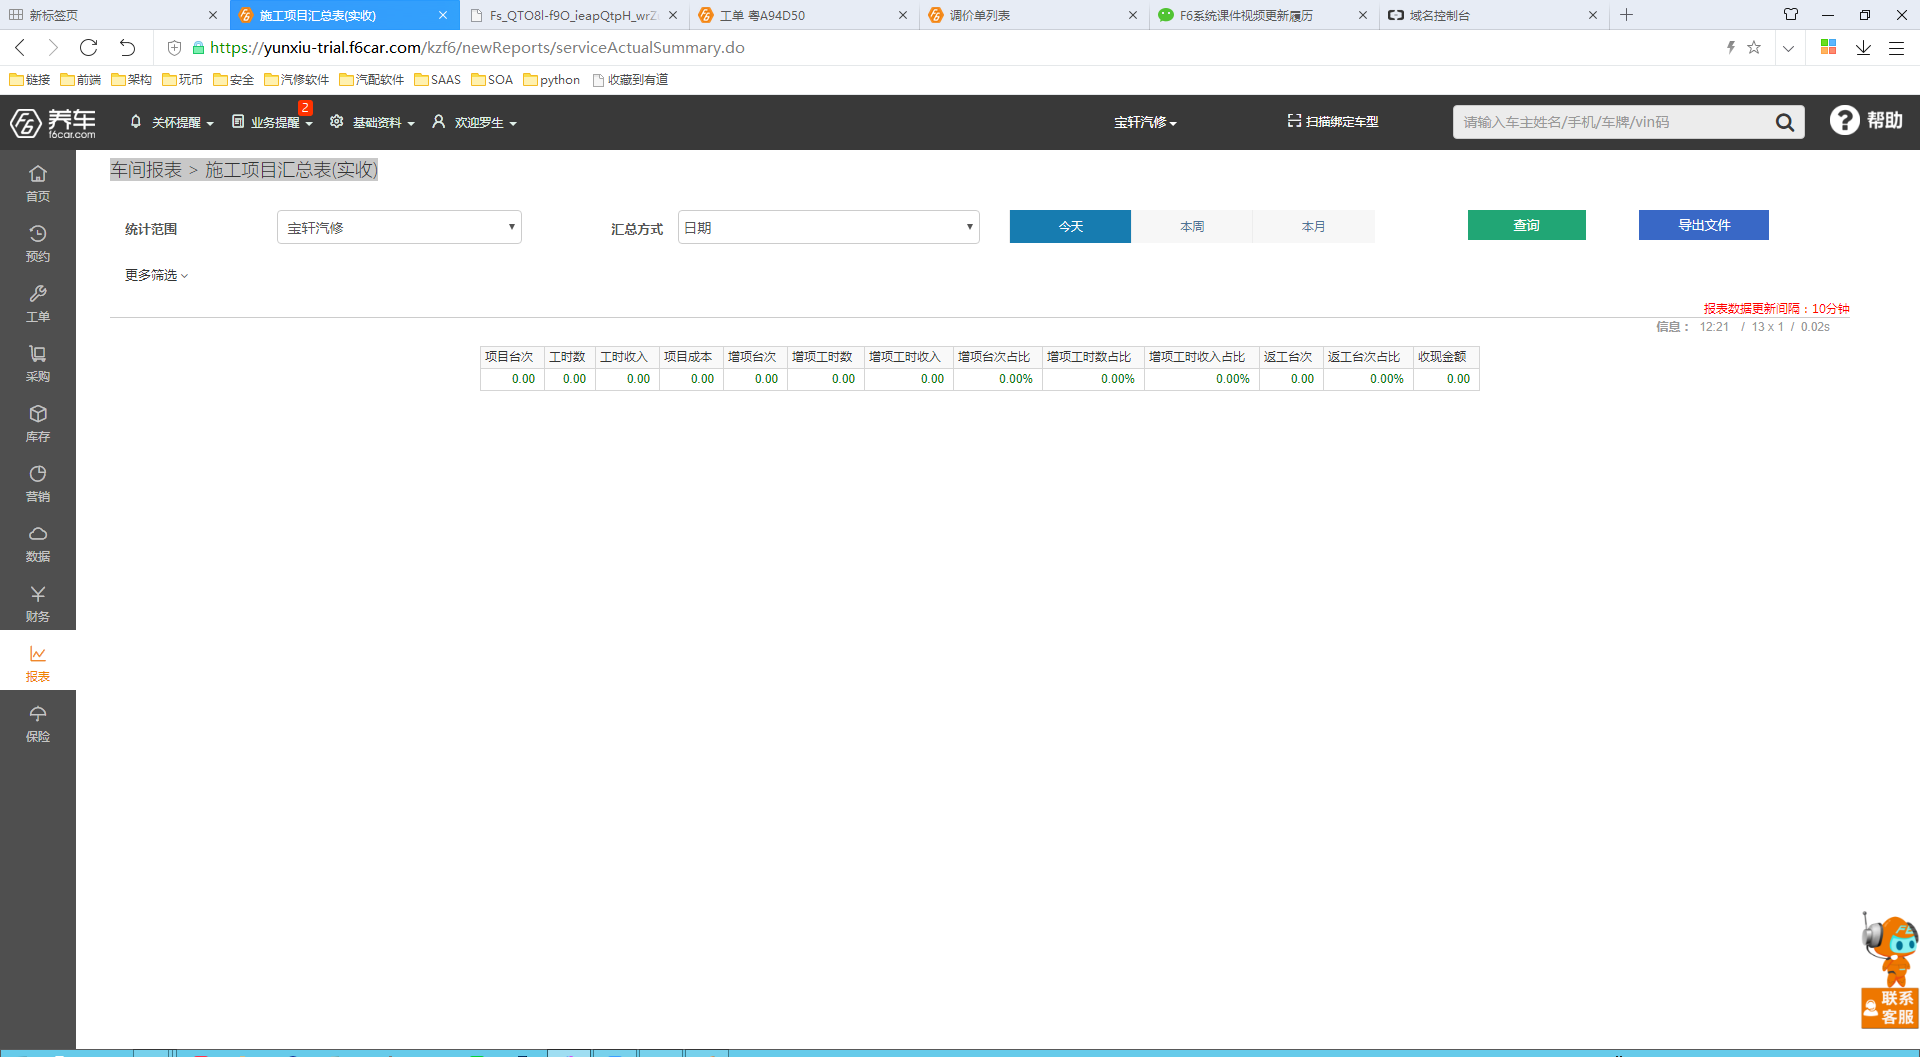 新标签页
施工项目汇总表(实收)
Fs_QTO8l-f9O_ieapQtpH_wrZ
工单 粤A94D50
调价单列表
F6系统课件视频更新履历
域名控制台
https://yunxiu-trial.f6car.com/kzf6/newReports/serviceActualSummary.do
链接 前端 架构 玩币 安全 汽修软件 汽配软件 SAAS SOA python 收藏到有道
养车
f6car.com
关怀提醒
业务提醒
2
基础资料
欢迎罗生
宝轩汽修
扫描绑定车型
请输入车主姓名/手机/车牌/vin码
? 帮助
首页
预约
工单
采购
库存
营销
数据
财务
报表
保险
车间报表 > 施工项目汇总表(实收)
统计范围 宝轩汽修 汇总方式 日期 今天 本周 本月 查询 导出文件
更多筛选
报表数据更新间隔：10分钟
信息： 12:21 / 13 x 1 / 0.02s
项目台次 工时数 工时收入 项目成本 增项台次 增项工时数 增项工时收入 增项台次占比 增项工时数占比 增项工时收入占比 返工台次 返工台次占比 收现金额
0.00 0.00 0.00 0.00 0.00 0.00 0.00 0.00% 0.00% 0.00% 0.00 0.00% 0.00
联系
客服